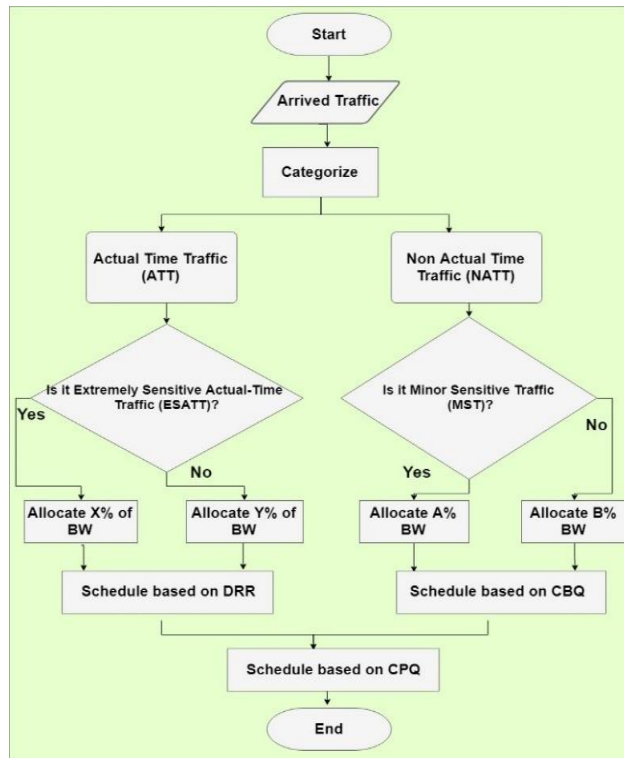 Start
Arrived Traffic
Categorize
Actual Time Traffic
(ATT)
Non Actual Time
Traffic (NATT)
Is it Extremely Sensitive Actual-Time
Traffic (ESATT)?
Is it Minor Sensitive Traffic
(MST)?
Yes
No
Yes
No
Allocate X% of
BW
Allocate Y% of
BW
Allocate A%
BW
Allocate B%
BW
Schedule based on DRR
Schedule based on CBQ
Schedule based on CPQ
End